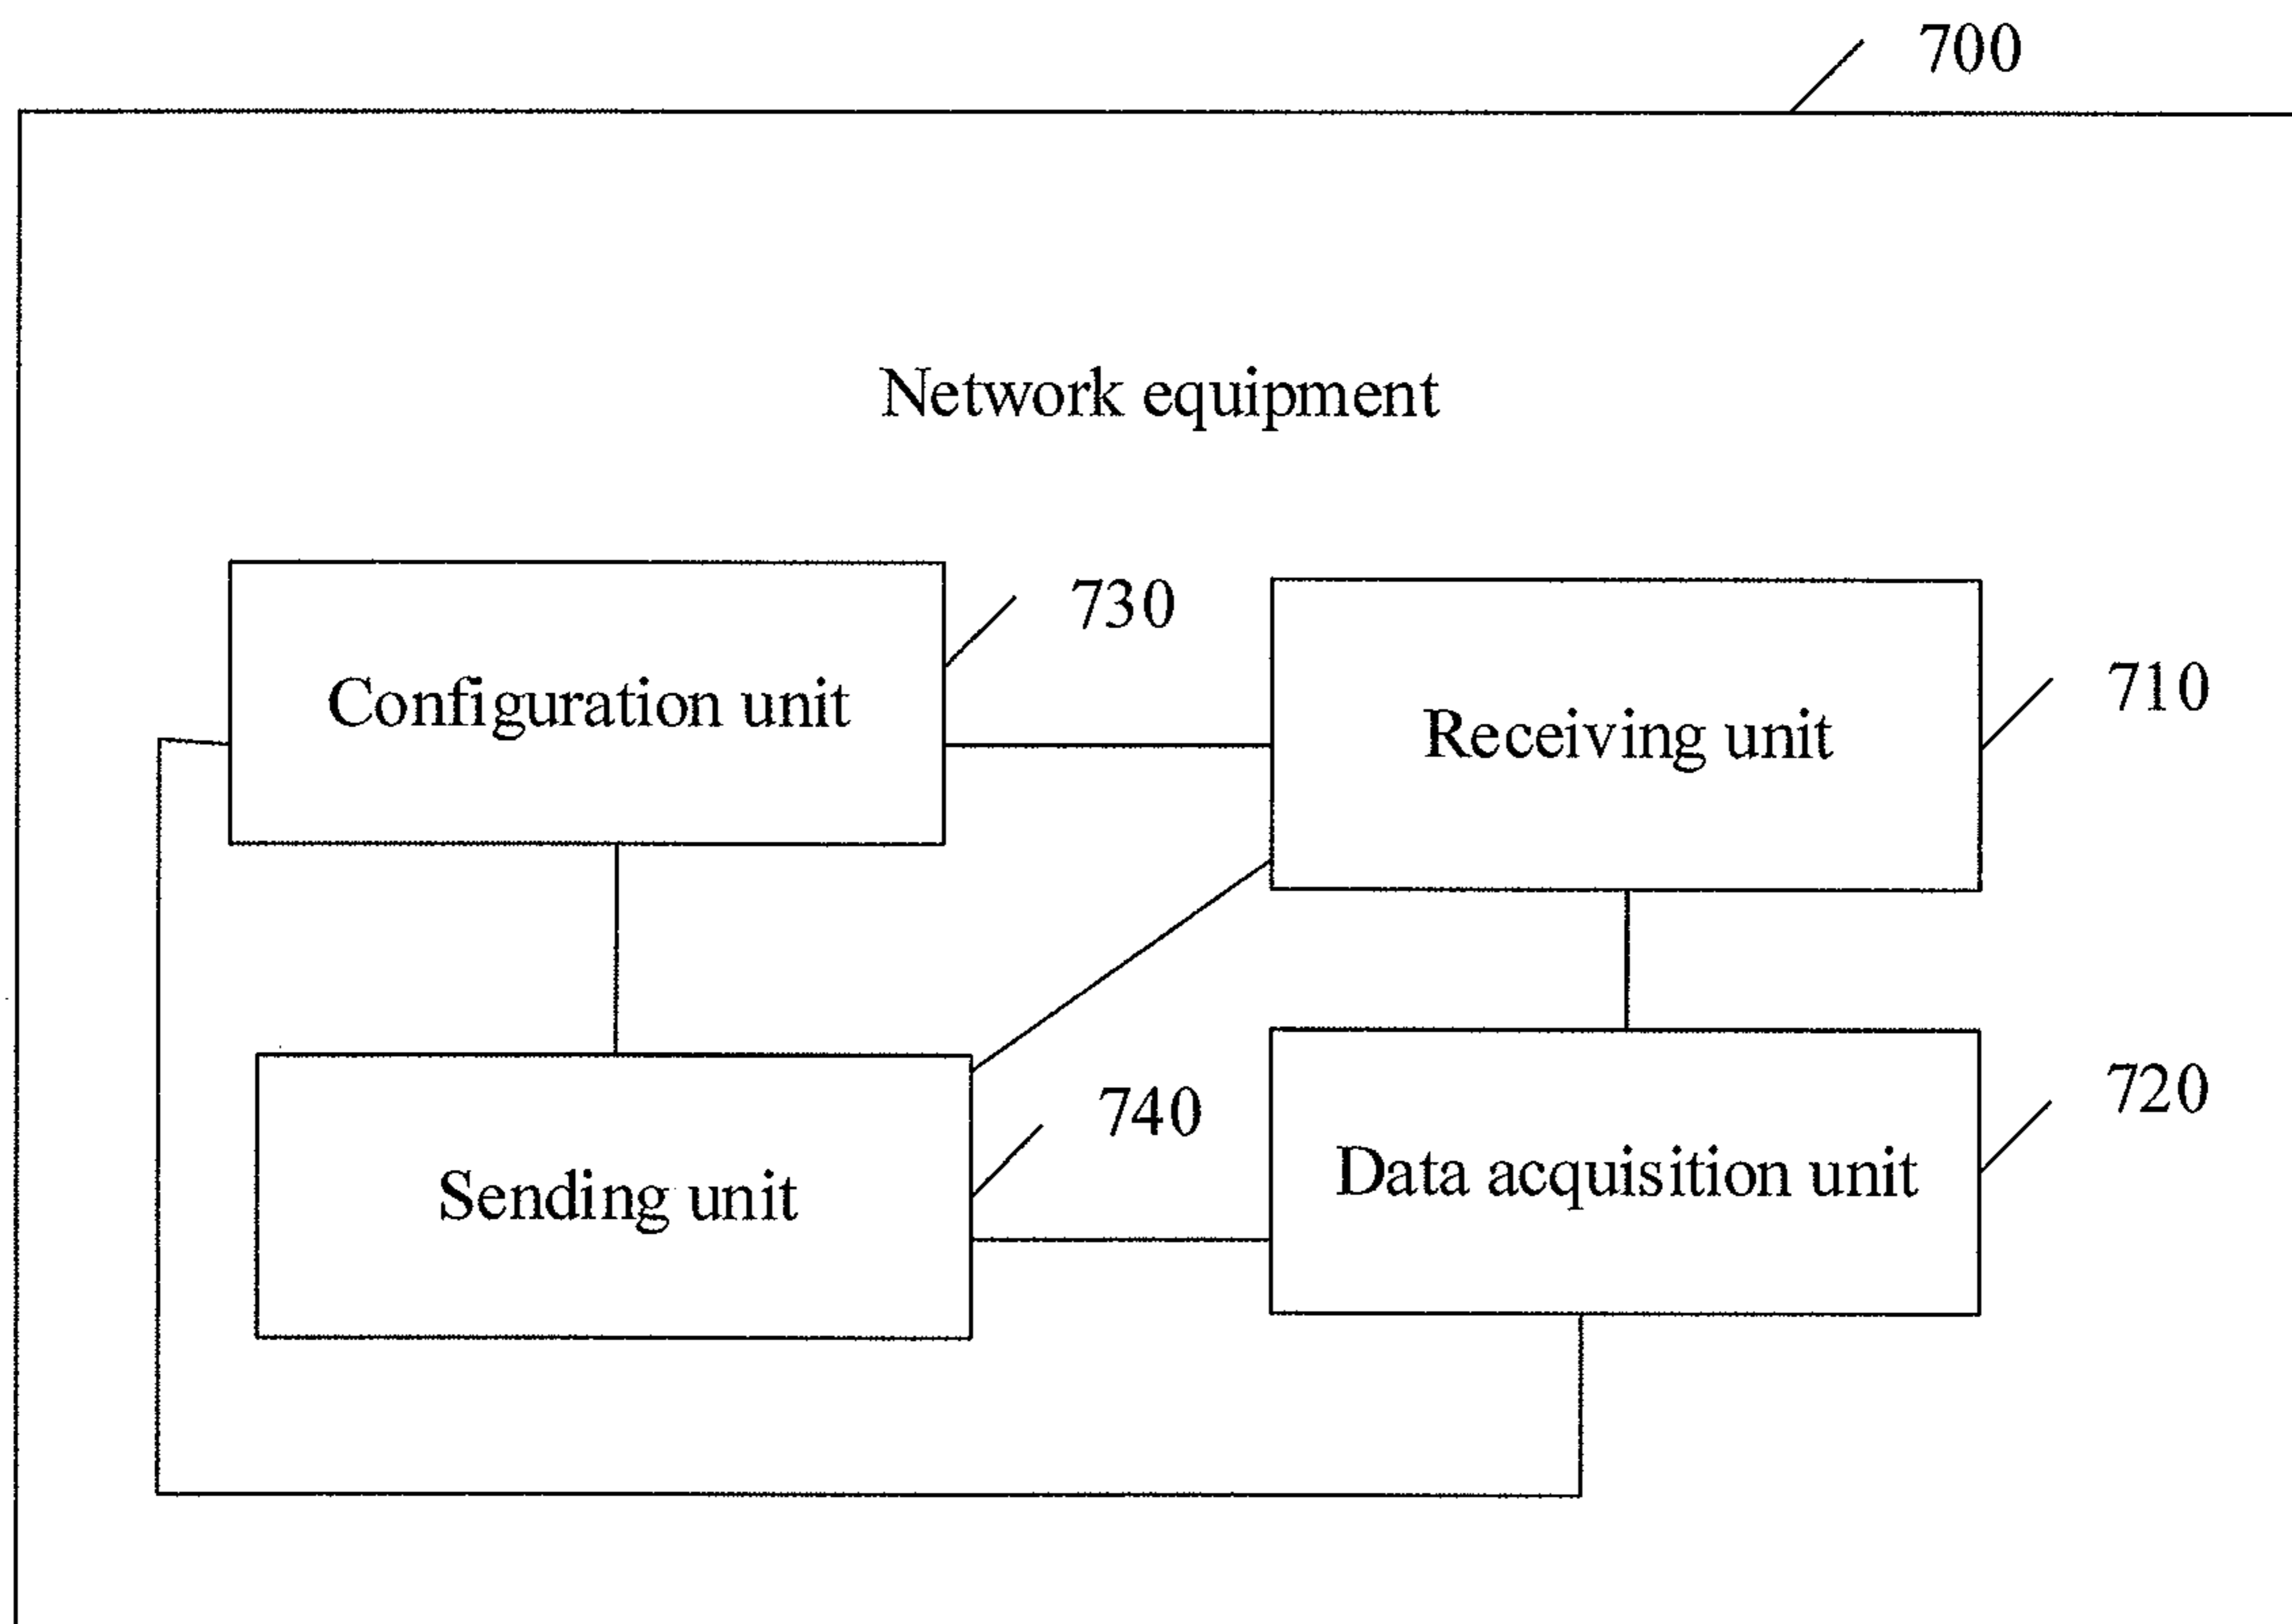 700
Network equipment
730
Configuration unit
710
Receiving unit
740
Sending unit
720
Data acquisition unit